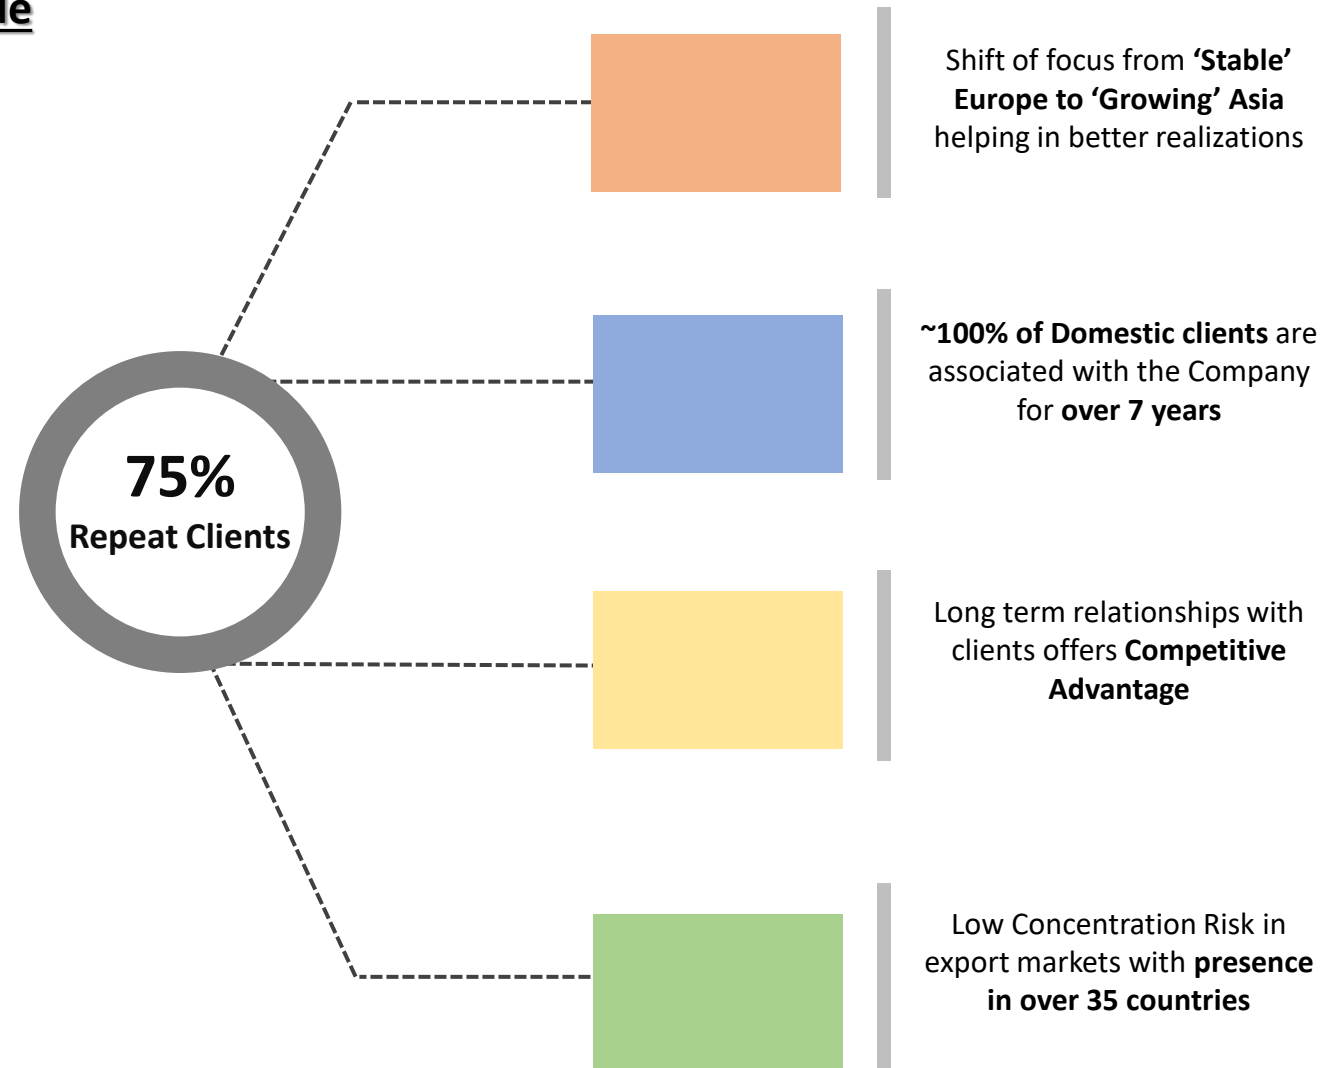 le
Shift of focus from ‘Stable’
Europe to ‘Growing’ Asia
helping in better realizations
~100% of Domestic clients are
associated with the Company
for over 7 years
75%
Repeat Clients
Long term relationships with
clients offers Competitive
Advantage
Low Concentration Risk in
export markets with presence
in over 35 countries